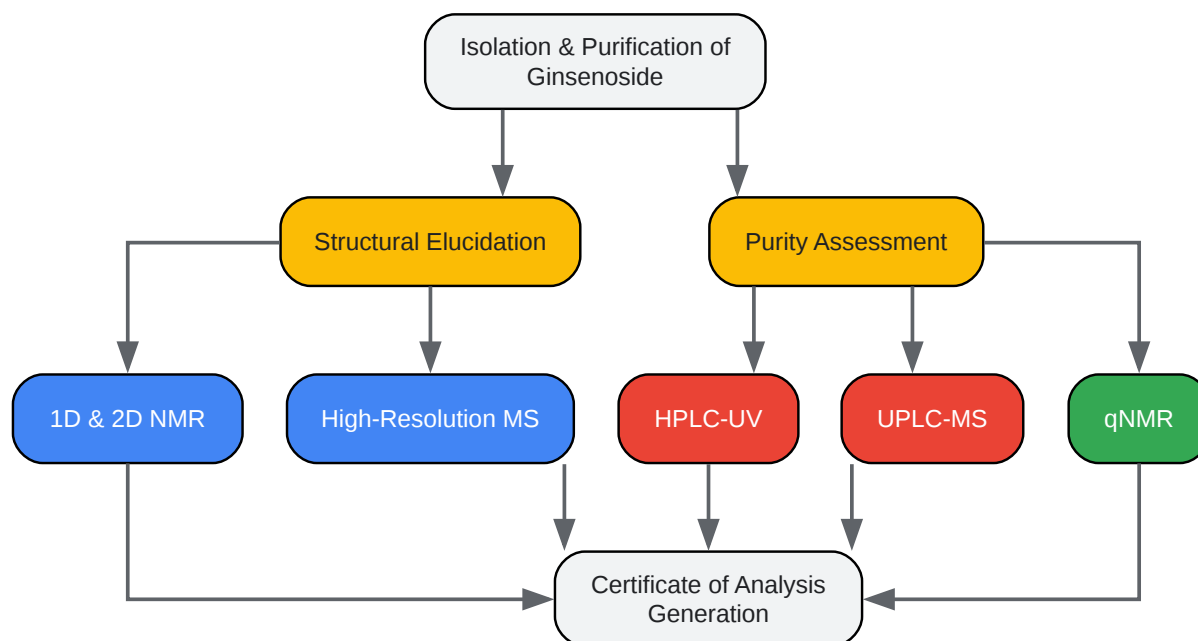 Isolation & Purification of
Ginsenoside
Structural Elucidation
Purity Assessment
1D & 2D NMR
High-Resolution MS
HPLC-UV
UPLC-MS
qNMR
Certificate of Analysis
Generation